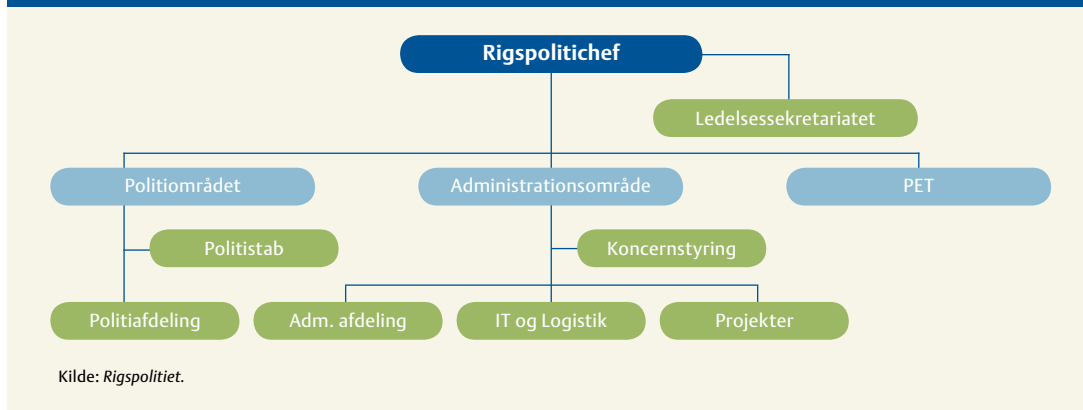 Rigspolitichef
Ledelsessekretariatet
Politiområdet
Administrationsområde
PET
Politistab
Koncernstyring
Politiafdeling
Adm. afdeling
IT og Logistik
Projekter
Kilde: Rigspolitiet.